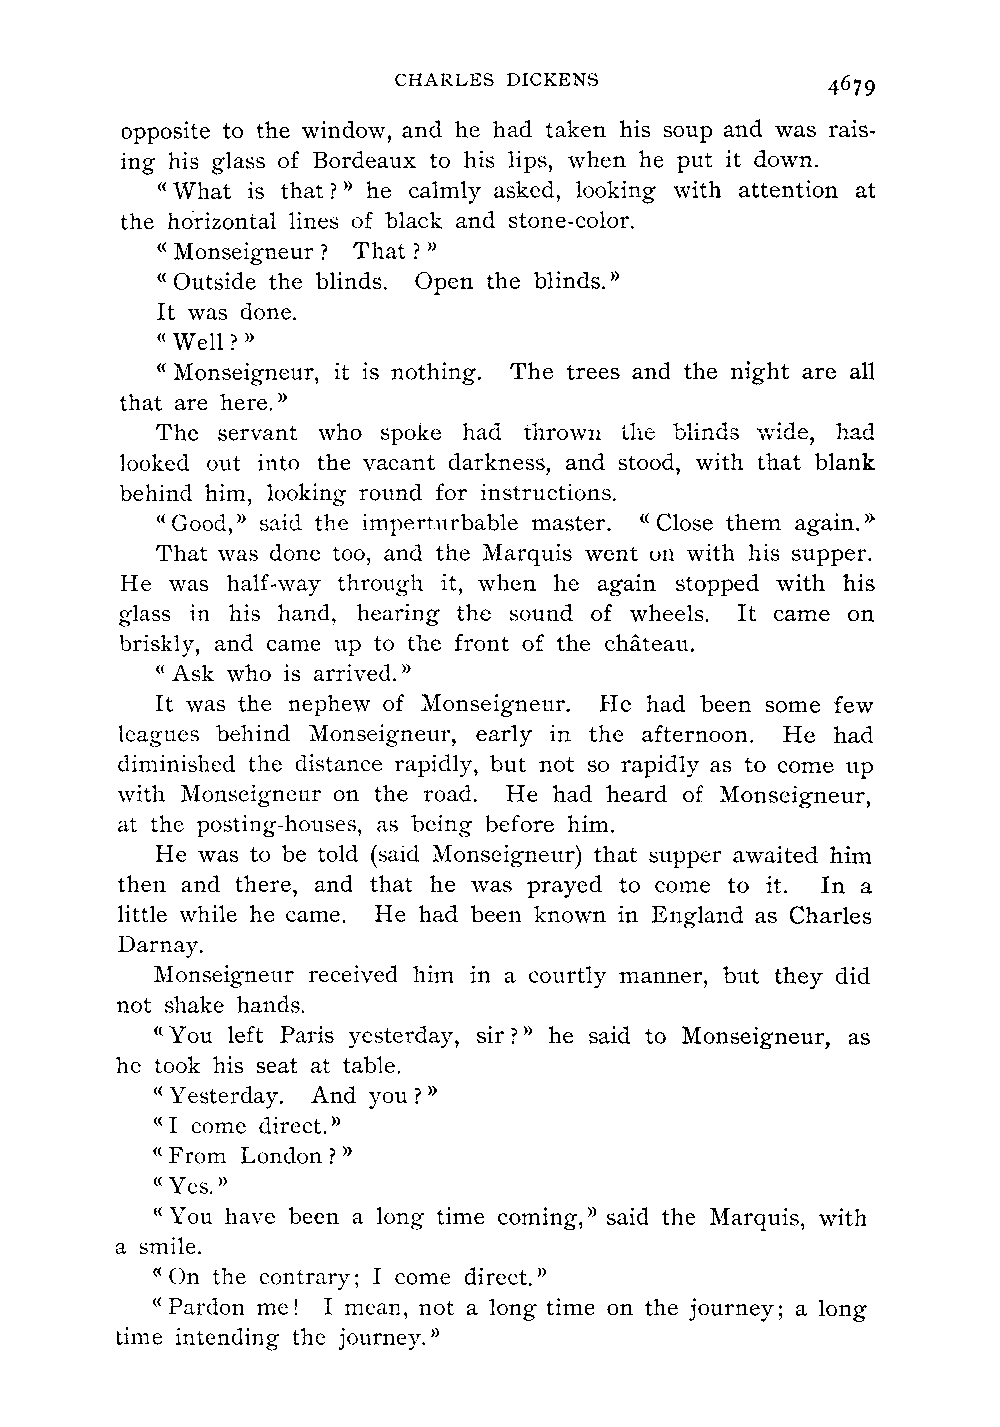 CHARLES DICKENS 4679
opposite to the window, and he had taken his soup and was rais-
ing his glass of Bordeaux to his lips, when he put it down.
« What is that? » he calmly asked, looking with attention at
the horizontal lines of black and stone-color.
« Monseigneur? That? »
« Outside the blinds. Open the blinds. »
It was done.
« Well? »
« Monseigneur, it is nothing. The trees and the night are all
that are here. »
The servant who spoke had thrown the blinds wide, had
looked out into the vacant darkness, and stood, with that blank
behind him, looking round for instructions.
« Good, » said the imperturbable master. « Close them again. »
That was done too, and the Marquis went on with his supper.
He was half-way through it, when he again stopped with his
glass in his hand, hearing the sound of wheels. It came on
briskly, and came up to the front of the château.
« Ask who is arrived. »
It was the nephew of Monseigneur. He had been some few
leagues behind Monseigneur, early in the afternoon. He had
diminished the distance rapidly, but not so rapidly as to come up
with Monseigneur on the road. He had heard of Monseigneur,
at the posting-houses, as being before him.
He was to be told (said Monseigneur) that supper awaited him
then and there, and that he was prayed to come to it. In a
little while he came. He had been known in England as Charles
Darnay.
Monseigneur received him in a courtly manner, but they did
not shake hands.
« You left Paris yesterday, sir? » he said to Monseigneur, as
he took his seat at table.
« Yesterday. And you? »
« I come direct. »
« From London? »
« Yes. »
« You have been a long time coming, » said the Marquis, with
a smile.
« On the contrary; I come direct. »
« Pardon me! I mean, not a long time on the journey; a long
time intending the journey. »